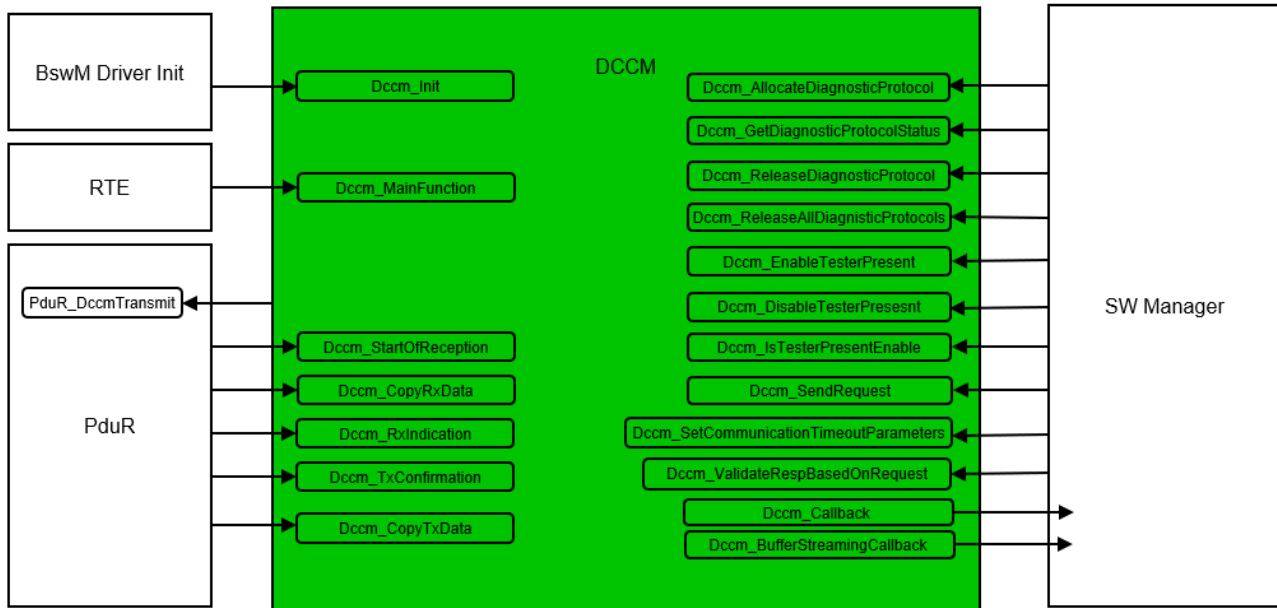 BswM Driver Init
RTE
PduR_DccmTransmit
PduR
DCCM
Dccm_Init
Dccm_MainFunction
Dccm_StartOfReception
Dccm_CopyRxData
Dccm_RxIndication
Dccm_TxConfirmation
Dccm_CopyTxData
Dccm_AllocateDiagnosticProtocol
Dccm_GetDiagnosticProtocolStatus
Dccm_ReleaseDiagnosticProtocol
Dccm_ReleaseAllDiagnisticProtocols
Dccm_EnableTesterPresent
Dccm_DisableTesterPresesnt
Dccm_IsTesterPresentEnable
Dccm_SendRequest
Dccm_SetCommunicationTimeoutParameters
Dccm_ValidateRespBasedOnRequest
Dccm_Callback
Dccm_BufferStreamingCallback
SW Manager